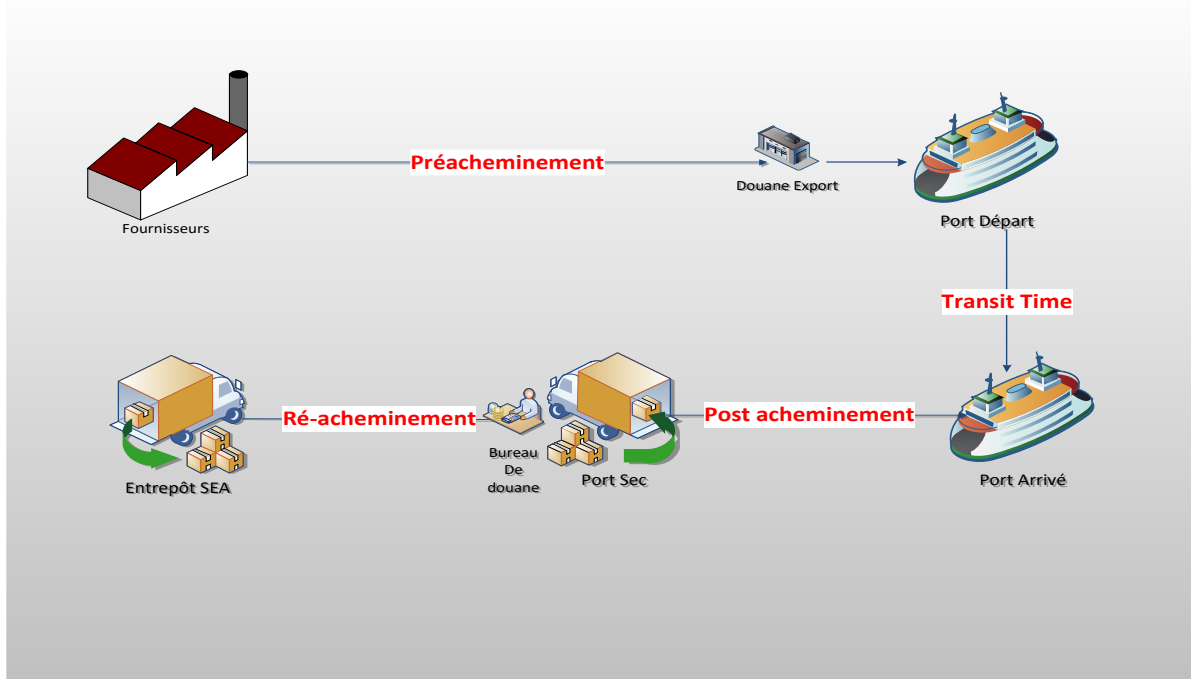 Préacheminement
Douane Export
Fournisseurs
Port Départ
Transit Time
Ré-acheminement
Post acheminement
Bureau
De
douane
Port Sec
Port Arrivé
Entrepôt SEA